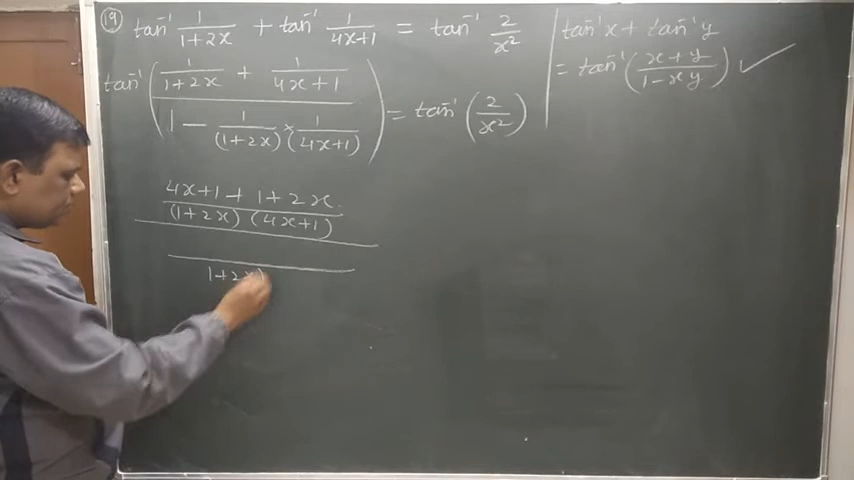 (19) tan⁻¹ 1/(1+2x) + tan⁻¹ 1/(4x+1) = tan⁻¹ 2/x²
tan⁻¹ ( (1/(1+2x) + 1/(4x+1)) / (1 − 1/(1+2x) × 1/(4x+1)) ) = tan⁻¹ (2/x²)
4x+1 + 1+2x
(1+2x) (4x+1)
1+2x)
tan⁻¹x + tan⁻¹y
= tan⁻¹ ( (x+y)/(1−xy) ) ✓